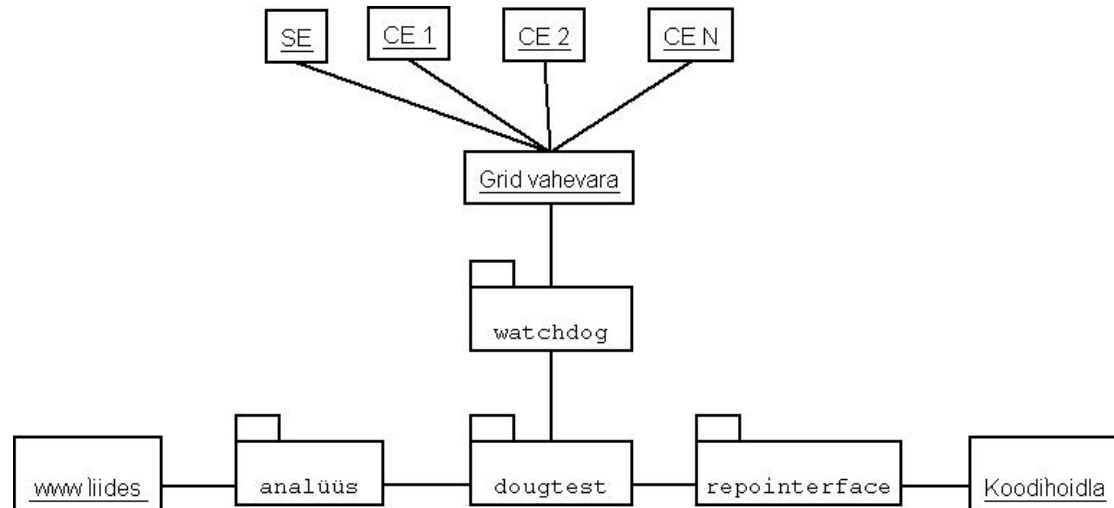 SE
CE 1
CE 2
CE N
Grid vahevara
watchdog
www liides
analüüs
dougtest
repointerface
Koodihoidla